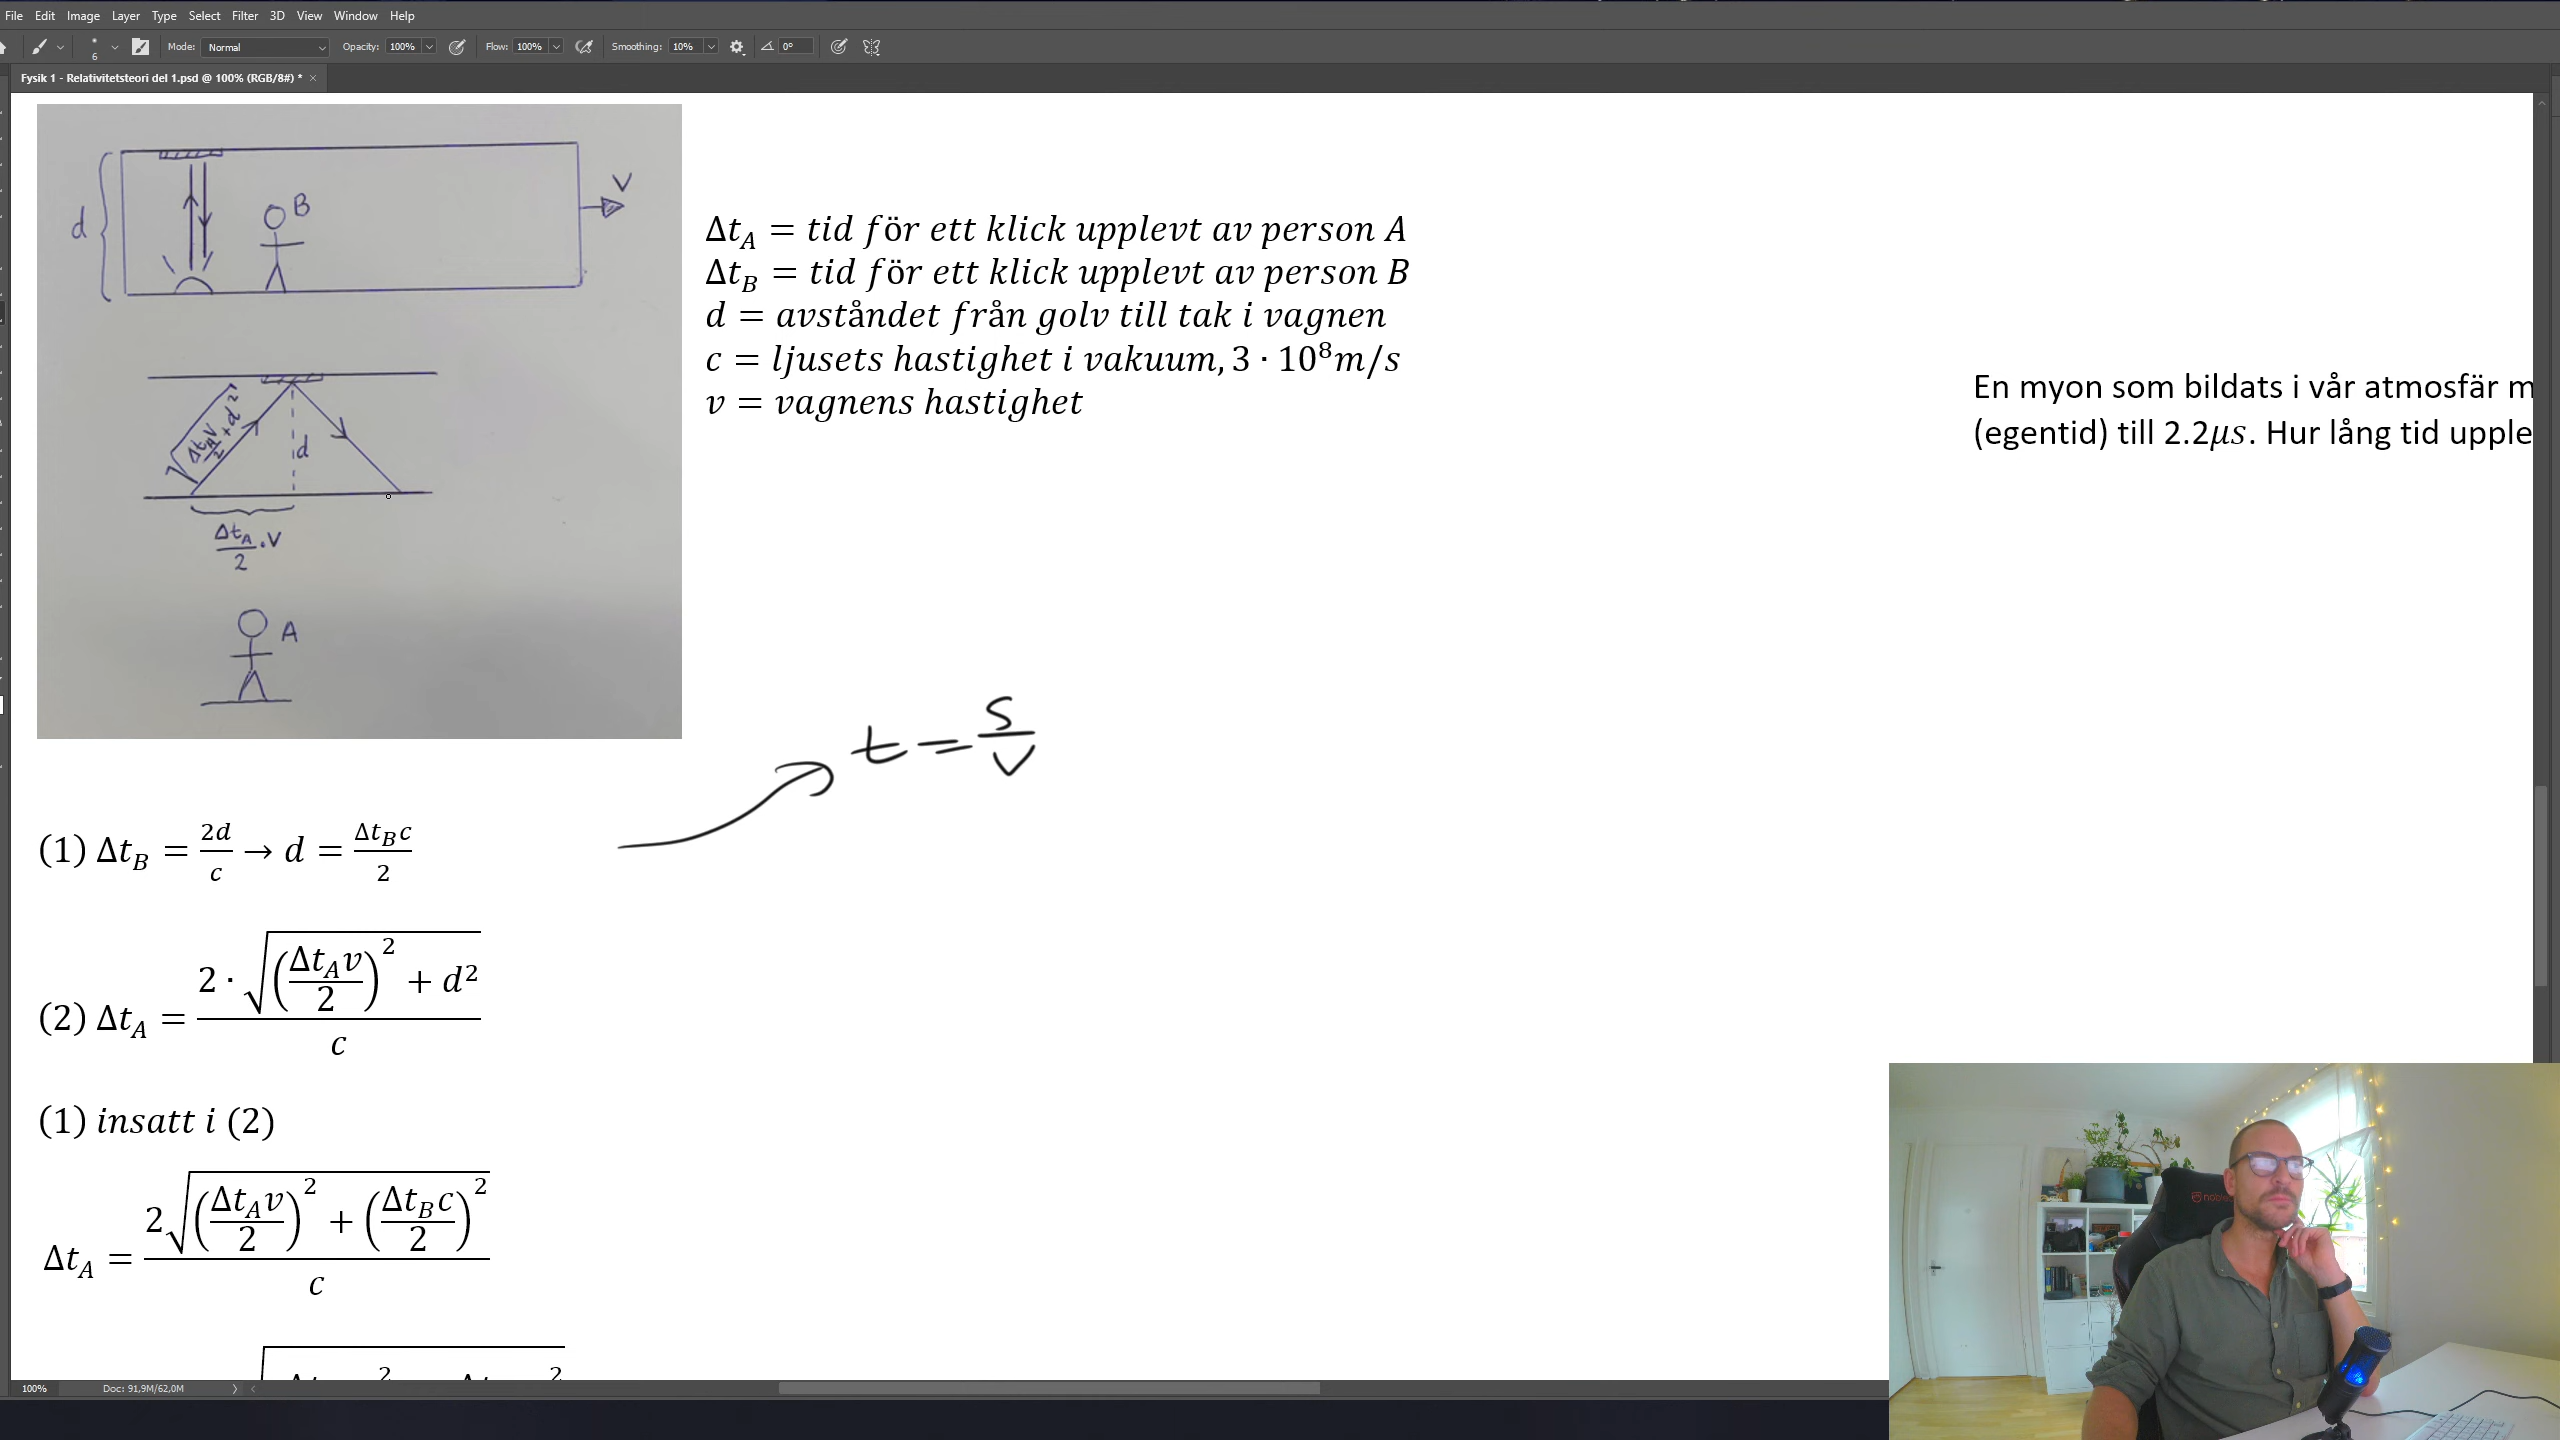 File Edit Image Layer Type Select Filter 3D View Window Help
6 Mode: Normal Opacity: 100% Flow: 100% Smoothing: 10% 0°
Fysik 1 - Relativitetsteori del 1.psd @ 100% (RGB/8#) * ×
B
V
d
√(Δt_A V/2 + d²)
d
Δt_A/2 · V
A
Δt_A = tid för ett klick upplevt av person A
Δt_B = tid för ett klick upplevt av person B
d = avståndet från golv till tak i vagnen
c = ljusets hastighet i vakuum, 3 · 10⁸m/s
v = vagnens hastighet
En myon som bildats i vår atmosfär m
(egentid) till 2.2μs. Hur lång tid upple
t = s/v
(1) Δt_B = 2d/c → d = Δt_B c/2
(2) Δt_A = 2 · √((Δt_A v/2)² + d²)/c
(1) insatt i (2)
Δt_A = 2√((Δt_A v/2)² + (Δt_B c/2)²)/c
100% Doc: 91,9M/62,0M